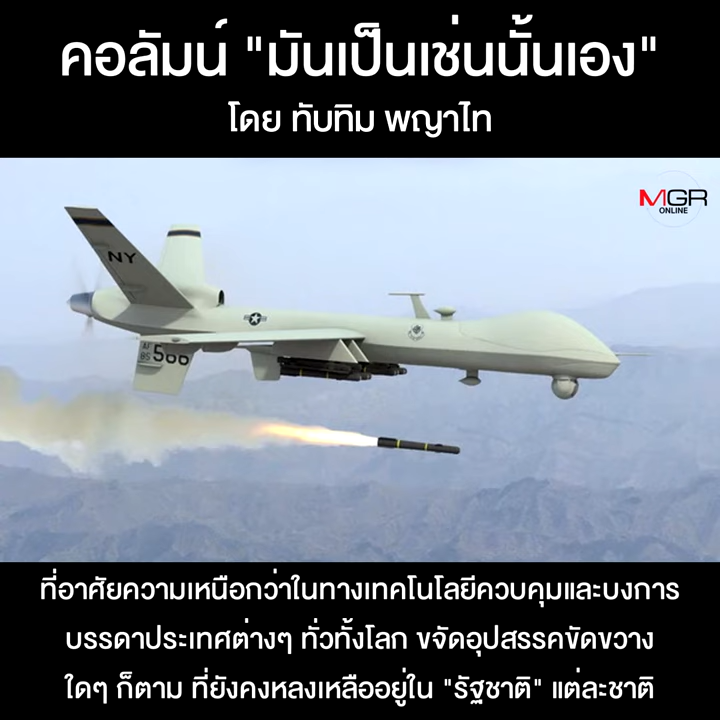 คอลัมน์ "มันเป็นเช่นนั้นเอง"
โดย ทับทิม พญาไท
MGR
ONLINE
NY
AF
85
566
ที่อาศัยความเหนือกว่าในทางเทคโนโลยีควบคุมและบงการ
บรรดาประเทศต่างๆ ทั่วทั้งโลก ขจัดอุปสรรคขัดขวาง
ใดๆ ก็ตาม ที่ยังคงหลงเหลืออยู่ใน "รัฐชาติ" แต่ละชาติ